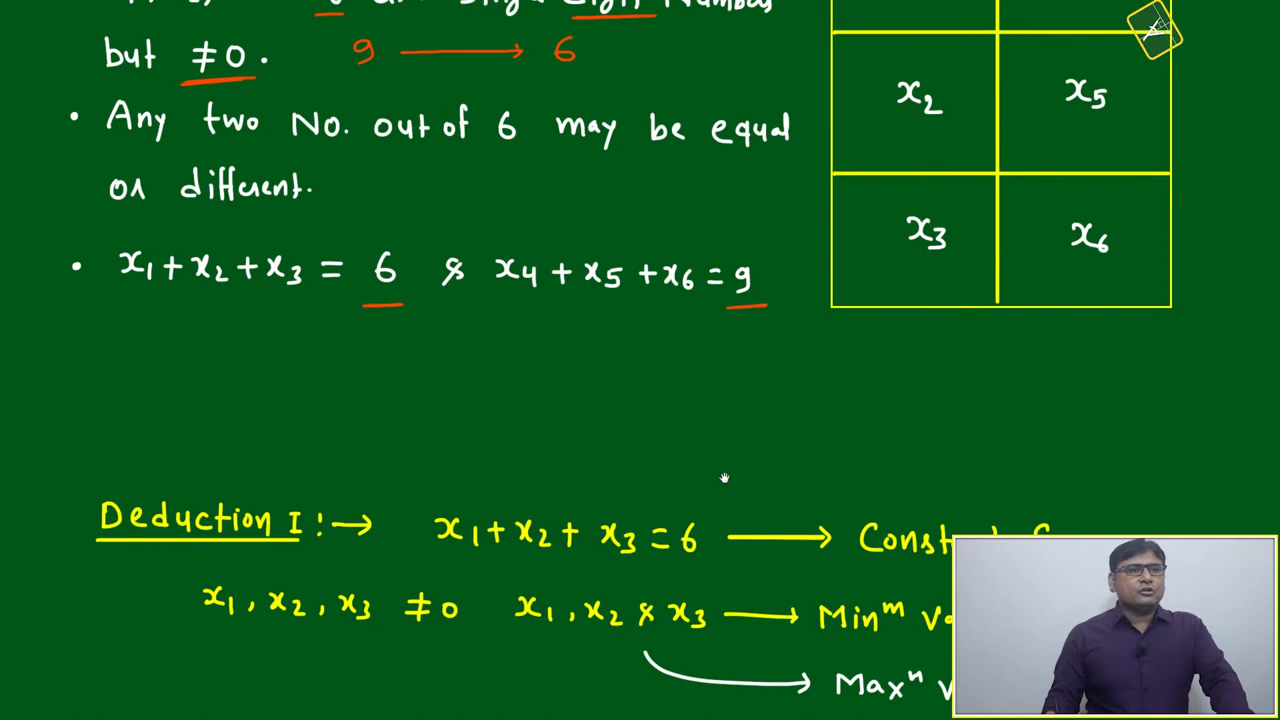 but ≠0.
9 → 6
• Any two No. out of 6 may be equal
or different.
• x₁+x₂+x₃ = 6 & x₄+x₅+x₆=9
x₂ x₅
x₃ x₆
Deduction I :→ x₁+x₂+x₃=6 →
x₁, x₂, x₃ ≠0 x₁, x₂ & x₃ → Minᵐ
Maxᵐ